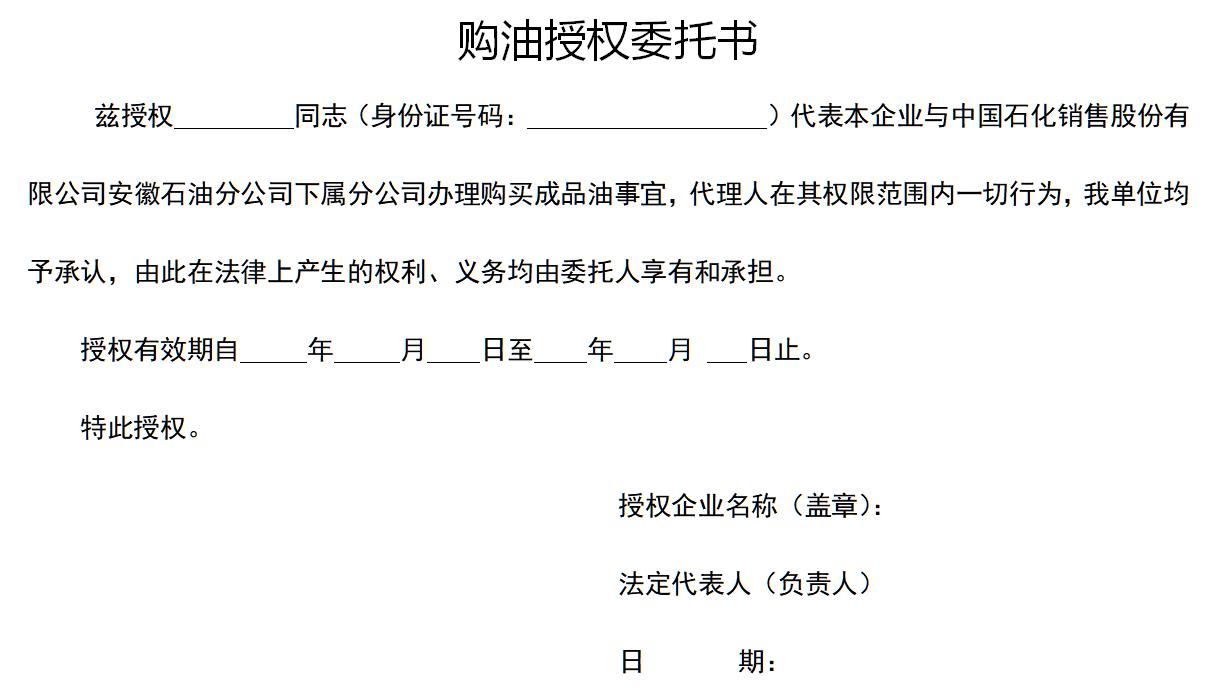 购油授权委托书
兹授权_________同志（身份证号码：__________________）代表本企业与中国石化销售股份有
限公司安徽石油分公司下属分公司办理购买成品油事宜，代理人在其权限范围内一切行为，我单位均
予承认，由此在法律上产生的权利、义务均由委托人享有和承担。
授权有效期自_____年_____月____日至____年____月 ___日止。
特此授权。
授权企业名称（盖章）：
法定代表人（负责人）
日 期：